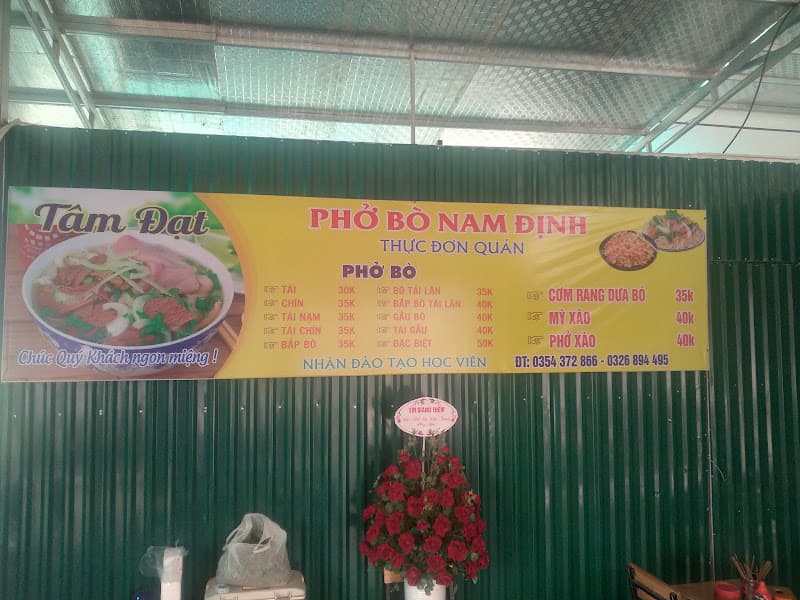 Tâm Đạt
Chúc Quý Khách ngon miệng !
PHỞ BÒ NAM ĐỊNH
THỰC ĐƠN QUÁN
PHỞ BÒ
TÁI 30K
CHÍN 35K
TÁI NẠM 35K
TÁI CHÍN 35K
BẮP BÒ 35K
BÒ TÁI LĂN 35K
BẮP BÒ TÁI LĂN 40K
GẦU BÒ 40K
TÁI GẦU 40K
ĐẶC BIỆT 50K
CƠM RANG DƯA BÒ 35k
MỲ XÀO 40k
PHỞ XÀO 40k
NHẬN ĐÀO TẠO HỌC VIÊN
ĐT: 0354 372 866 - 0326 894 495